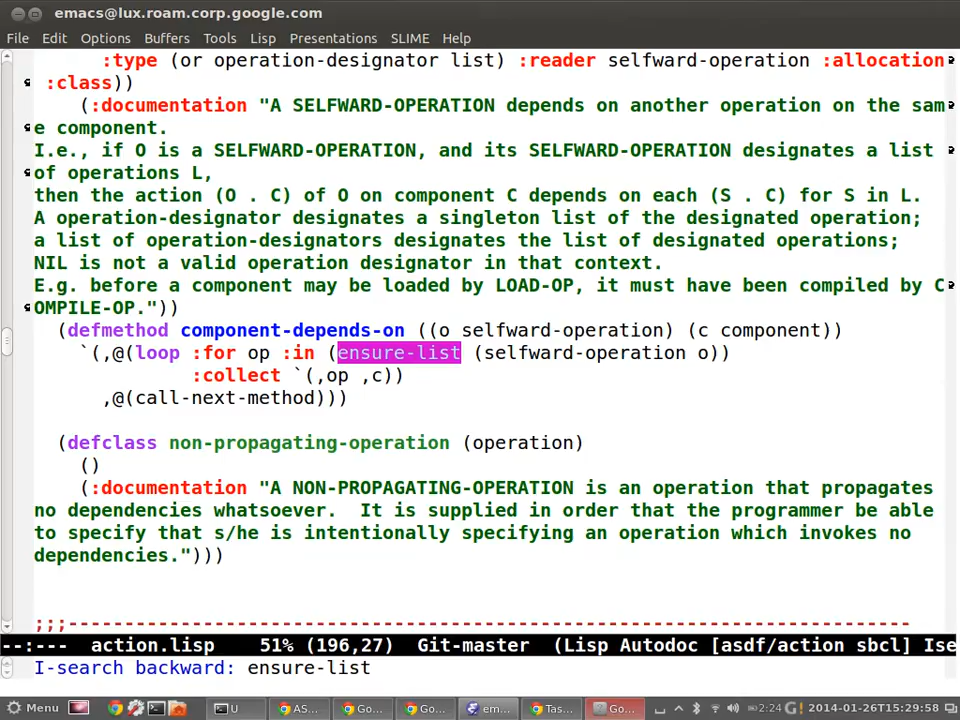 emacs@lux.roam.corp.google.com
File Edit Options Buffers Tools Lisp Presentations SLIME Help
:type (or operation-designator list) :reader selfward-operation :allocation
:class))
(:documentation "A SELFWARD-OPERATION depends on another operation on the sam
e component.
I.e., if O is a SELFWARD-OPERATION, and its SELFWARD-OPERATION designates a list
of operations L,
then the action (O . C) of O on component C depends on each (S . C) for S in L.
A operation-designator designates a singleton list of the designated operation;
a list of operation-designators designates the list of designated operations;
NIL is not a valid operation designator in that context.
E.g. before a component may be loaded by LOAD-OP, it must have been compiled by C
OMPILE-OP."))
(defmethod component-depends-on ((o selfward-operation) (c component))
`(,@(loop :for op :in (ensure-list (selfward-operation o))
:collect `(,op ,c))
,@(call-next-method)))
(defclass non-propagating-operation (operation)
()
(:documentation "A NON-PROPAGATING-OPERATION is an operation that propagates
no dependencies whatsoever.  It is supplied in order that the programmer be able
to specify that s/he is intentionally specifying an operation which invokes no
dependencies.")))
;;;---------------------------------------------------------------------------
--:--- action.lisp 51% (196,27) Git-master (Lisp Autodoc [asdf/action sbcl] Ise
I-search backward: ensure-list
Menu U AS... Go... Go... em... Tas... Go... 2:24 G 2014-01-26T15:29:58